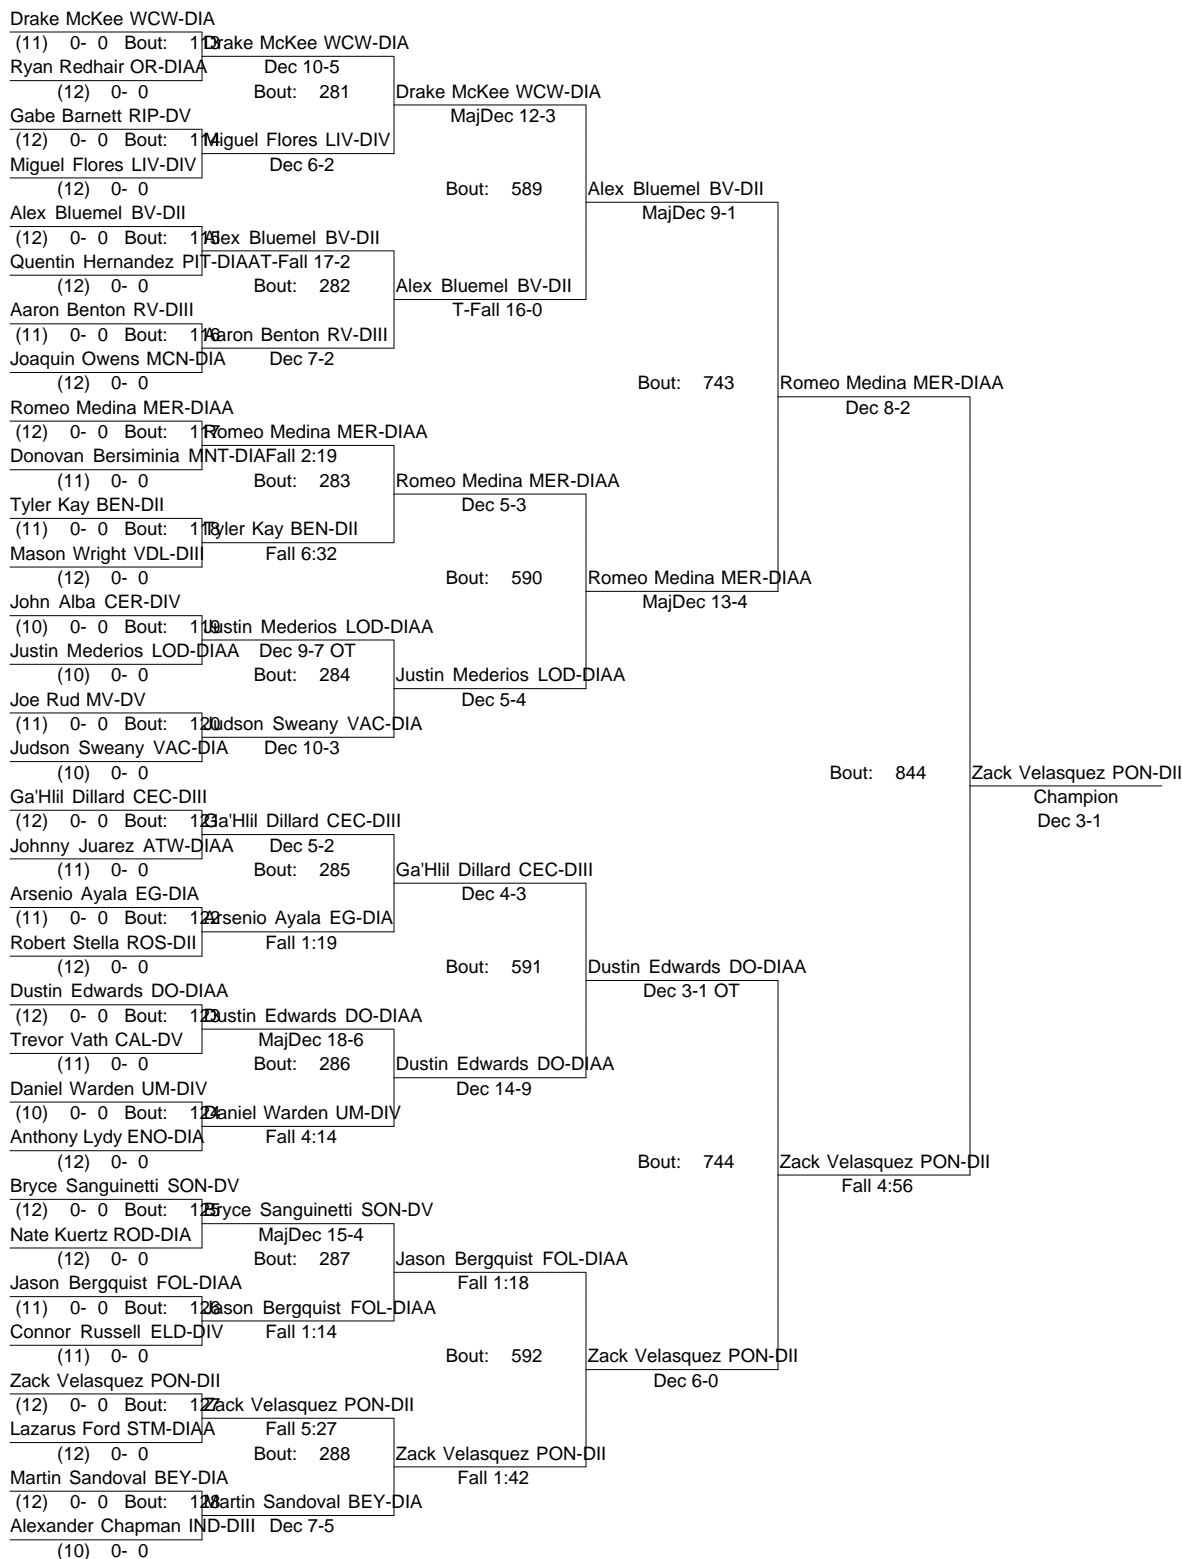 Drake McKee WCW-DIA
(11) 0- 0 Bout: 113 Drake McKee WCW-DIA
Ryan Redhair OR-DIAA Dec 10-5
(12) 0- 0 Bout: 281 Drake McKee WCW-DIA
Gabe Barnett RIP-DV MajDec 12-3
(12) 0- 0 Bout: 114 Miguel Flores LIV-DIV
Miguel Flores LIV-DIV Dec 6-2
(12) 0- 0 Bout: 589 Alex Bluemel BV-DII
Alex Bluemel BV-DII MajDec 9-1
(12) 0- 0 Bout: 115 Alex Bluemel BV-DII
Quentin Hernandez PIT-DIAA T-Fall 17-2
(12) 0- 0 Bout: 282 Alex Bluemel BV-DII
Aaron Benton RV-DIII T-Fall 16-0
(11) 0- 0 Bout: 116 Aaron Benton RV-DIII
Joaquin Owens MCN-DIA Dec 7-2
(12) 0- 0 Bout: 743 Romeo Medina MER-DIAA
Romeo Medina MER-DIAA Dec 8-2
(12) 0- 0 Bout: 117 Romeo Medina MER-DIAA
Donovan Bersiminia MNT-DIA Fall 2:19
(11) 0- 0 Bout: 283 Romeo Medina MER-DIAA
Tyler Kay BEN-DII Dec 5-3
(11) 0- 0 Bout: 118 Tyler Kay BEN-DII
Mason Wright VDL-DIII Fall 6:32
(12) 0- 0 Bout: 590 Romeo Medina MER-DIAA
John Alba CER-DIV MajDec 13-4
(10) 0- 0 Bout: 119 Justin Mederios LOD-DIAA
Justin Mederios LOD-DIAA Dec 9-7 OT
(10) 0- 0 Bout: 284 Justin Mederios LOD-DIAA
Joe Rud MV-DV Dec 5-4
(11) 0- 0 Bout: 120 Judson Sweany VAC-DIA
Judson Sweany VAC-DIA Dec 10-3
(10) 0- 0 Bout: 844 Zack Velasquez PON-DII
Ga'Hlil Dillard CEC-DIII Champion
(12) 0- 0 Bout: 121 Ga'Hlil Dillard CEC-DIII Dec 3-1
Johnny Juarez ATW-DIAA Dec 5-2
(11) 0- 0 Bout: 285 Ga'Hlil Dillard CEC-DIII
Arsenio Ayala EG-DIA Dec 4-3
(11) 0- 0 Bout: 122 Arsenio Ayala EG-DIA
Robert Stella ROS-DII Fall 1:19
(12) 0- 0 Bout: 591 Dustin Edwards DO-DIAA
Dustin Edwards DO-DIAA Dec 3-1 OT
(12) 0- 0 Bout: 123 Dustin Edwards DO-DIAA
Trevor Vath CAL-DV MajDec 18-6
(11) 0- 0 Bout: 286 Dustin Edwards DO-DIAA
Daniel Warden UM-DIV Dec 14-9
(10) 0- 0 Bout: 124 Daniel Warden UM-DIV
Anthony Lydy ENO-DIA Fall 4:14
(12) 0- 0 Bout: 744 Zack Velasquez PON-DII
Bryce Sanguinetti SON-DV Fall 4:56
(12) 0- 0 Bout: 125 Bryce Sanguinetti SON-DV
Nate Kuertz ROD-DIA MajDec 15-4
(12) 0- 0 Bout: 287 Jason Bergquist FOL-DIAA
Jason Bergquist FOL-DIAA Fall 1:18
(11) 0- 0 Bout: 126 Jason Bergquist FOL-DIAA
Connor Russell ELD-DIV Fall 1:14
(11) 0- 0 Bout: 592 Zack Velasquez PON-DII
Zack Velasquez PON-DII Dec 6-0
(12) 0- 0 Bout: 127 Zack Velasquez PON-DII
Lazarus Ford STM-DIAA Fall 5:27
(12) 0- 0 Bout: 288 Zack Velasquez PON-DII
Martin Sandoval BEY-DIA Fall 1:42
(12) 0- 0 Bout: 128 Martin Sandoval BEY-DIA
Alexander Chapman IND-DIII Dec 7-5
(10) 0- 0